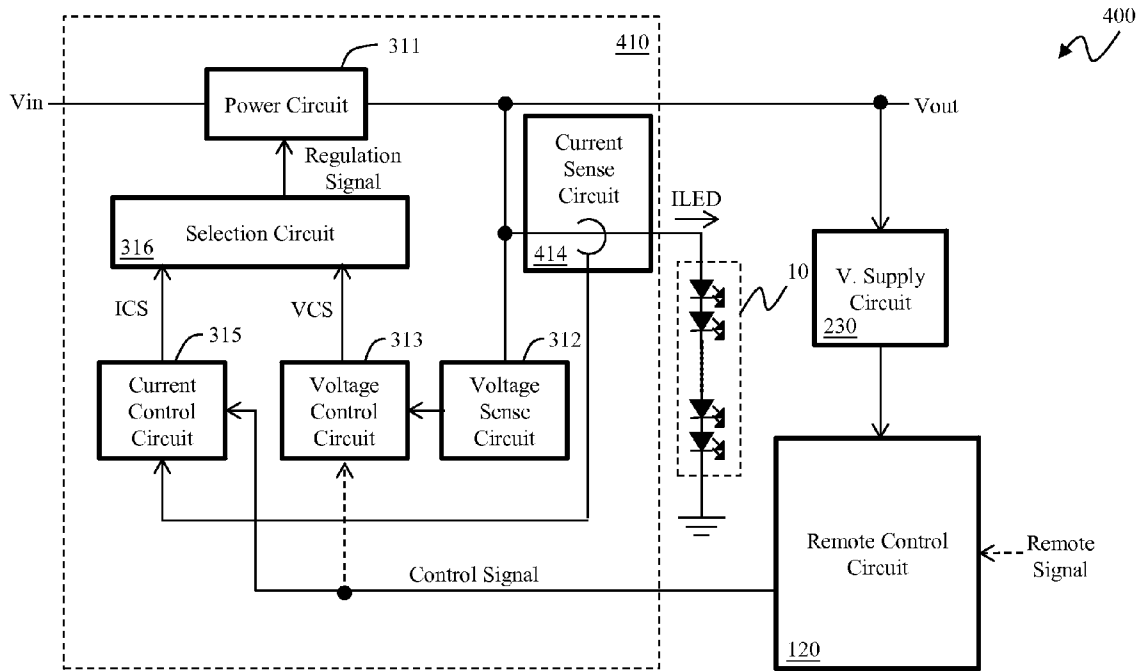 400
410
311
Vin
Power Circuit
Vout
Regulation
Signal
Current
Sense
Circuit
414
ILED
Selection Circuit
316
10
V. Supply
Circuit
230
ICS
VCS
315
313
312
Current
Control
Circuit
Voltage
Control
Circuit
Voltage
Sense
Circuit
Remote Control
Circuit
120
Remote
Signal
Control Signal